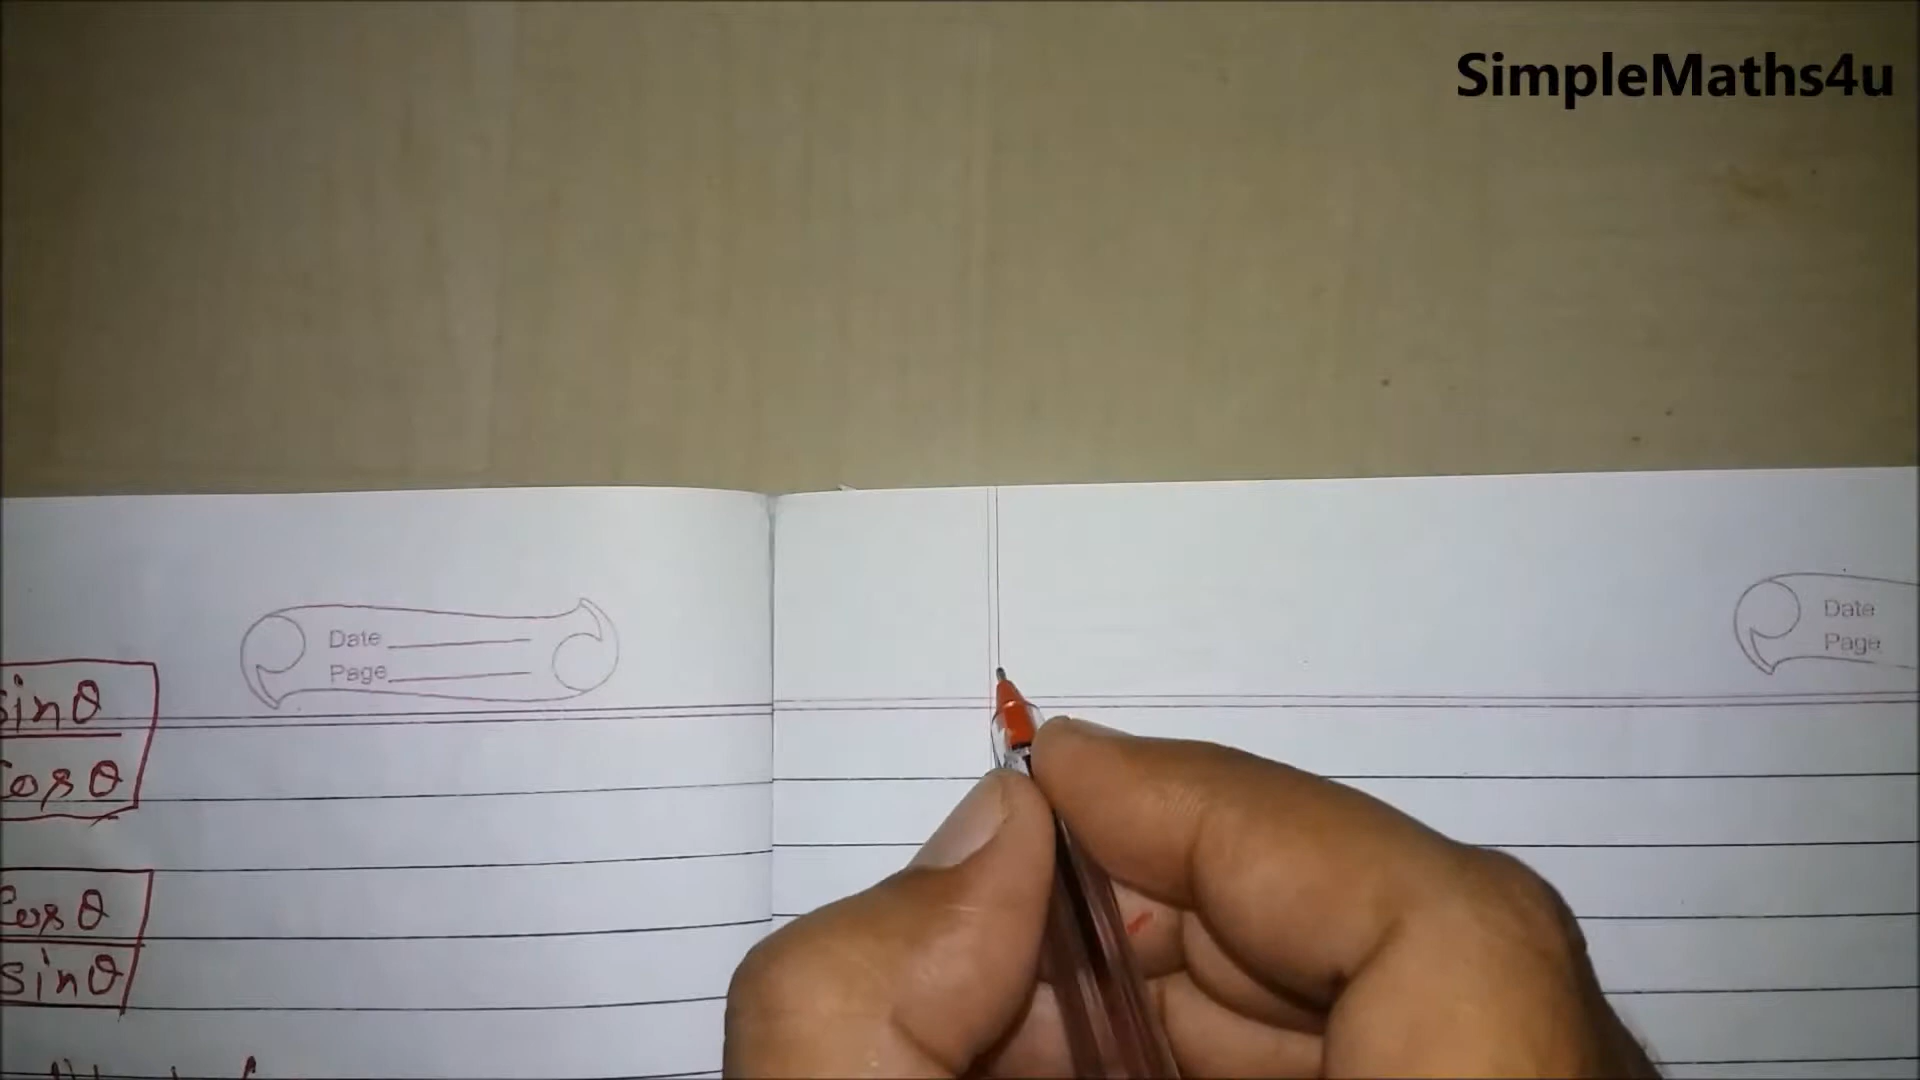 SimpleMaths4u
Date
Page
sinθ
cosθ
cosθ
sinθ
Date
Page